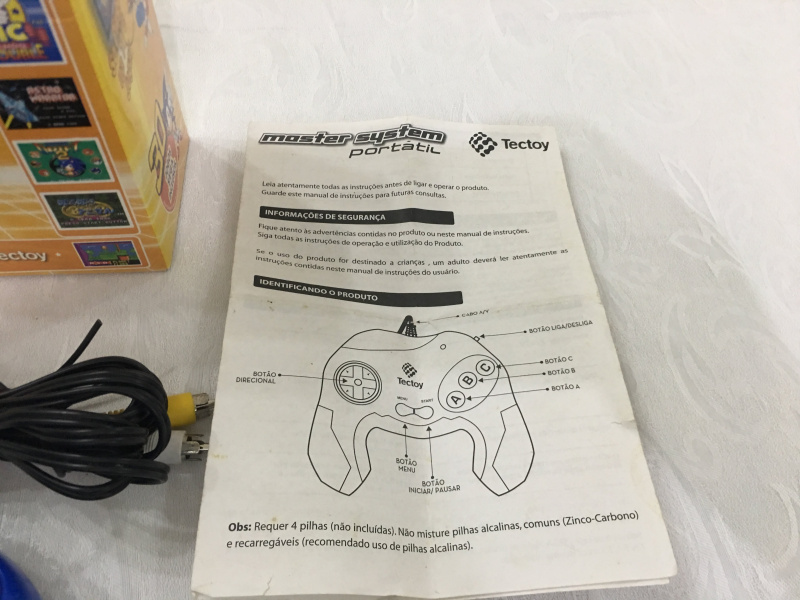 ASTRO
WARRIOR
ectoy
master system
portátil
Tectoy
Leia atentamente todas as instruções antes de ligar e operar o produto.
Guarde este manual de instruções para futuras consultas.
INFORMAÇÕES DE SEGURANÇA
Fique atento às advertências contidas no produto ou neste manual de instruções.
Siga todas as instruções de operação e utilização do Produto.
Se o uso do produto for destinado a crianças , um adulto deverá ler atentamente as
instruções contidas neste manual de instruções do usuário.
IDENTIFICANDO O PRODUTO
CABO A/V
BOTÃO LIGA/DESLIGA
BOTÃO C
BOTÃO B
BOTÃO A
BOTÃO
DIRECIONAL
Tectoy
MENU
START
A
B
C
BOTÃO
MENU
BOTÃO
INICIAR/ PAUSAR
Obs: Requer 4 pilhas (não incluídas). Não misture pilhas alcalinas, comuns (Zinco-Carbono)
e recarregáveis (recomendado uso de pilhas alcalinas).